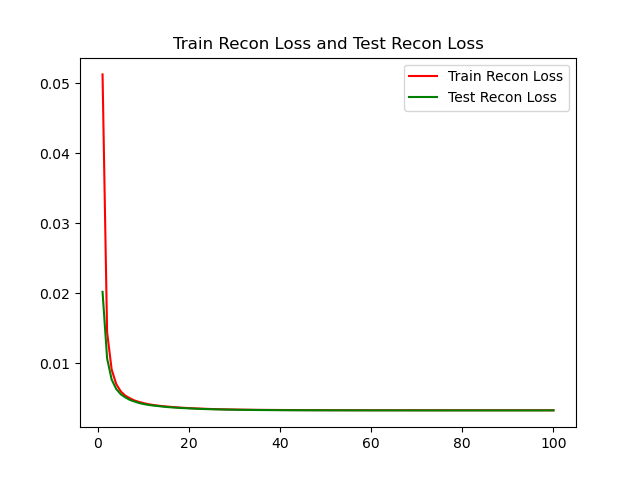 Train Recon Loss and Test Recon Loss
Train Recon Loss
Test Recon Loss
0.05
0.04
0.03
0.02
0.01
0 20 40 60 80 100